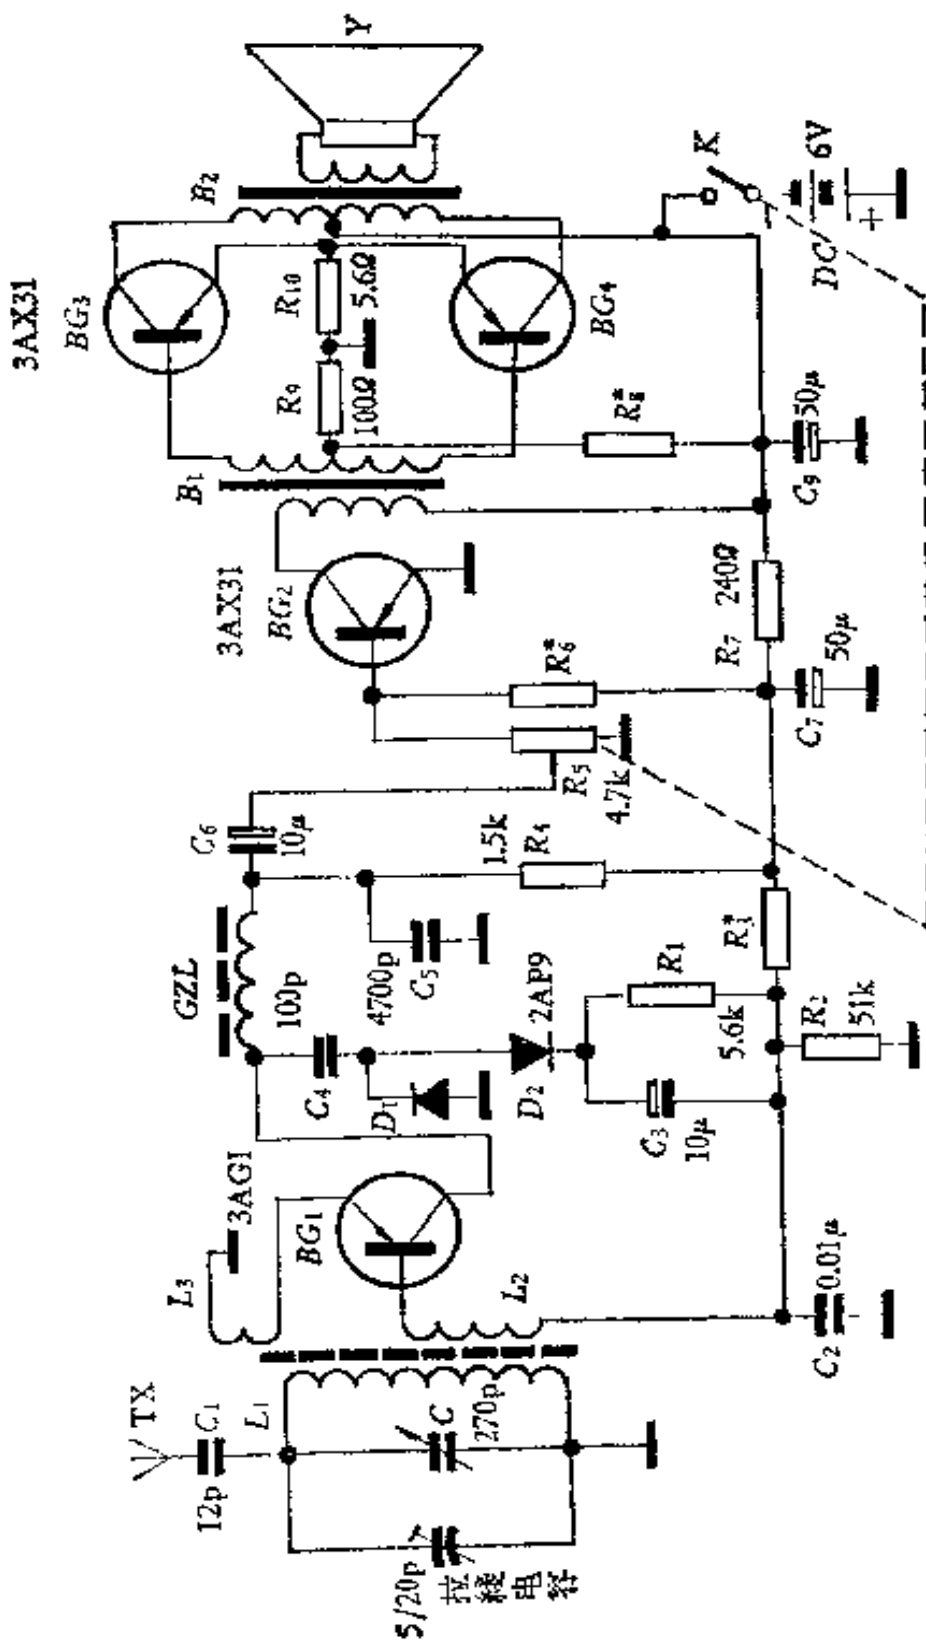 TX
C₁
12p
5/20p
拉綫电容
L₁
C
270p
L₃
3AG1
BG₁
L₂
C₂
0.01μ
GZL
100p
C₄
D₁
4700p
C₅
D₂
2AP9
C₃
10μ
R₁
5.6k
R₂
51k
R₃*
C₆
10μ
1.5k
R₄
R₅
4.7k
R₆*
3AX31
BG₂
R₇
240Ω
C₇
50μ
B₁
3AX31
BG₃
R₉
100Ω
R₁₀
5.6Ω
BG₄
R₈*
C₉
50μ
B₂
Y
K
DC
6V
+